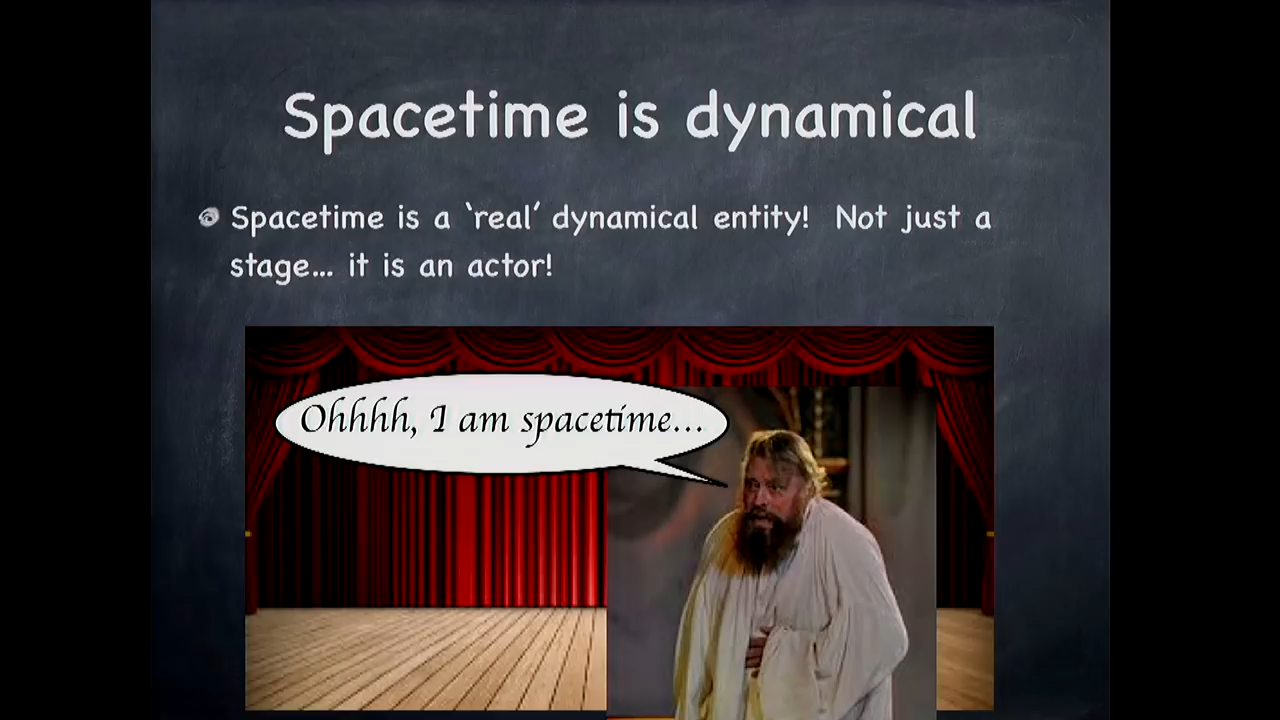 Spacetime is dynamical
Spacetime is a ‘real’ dynamical entity! Not just a
stage... it is an actor!
Ohhhh, I am spacetime...